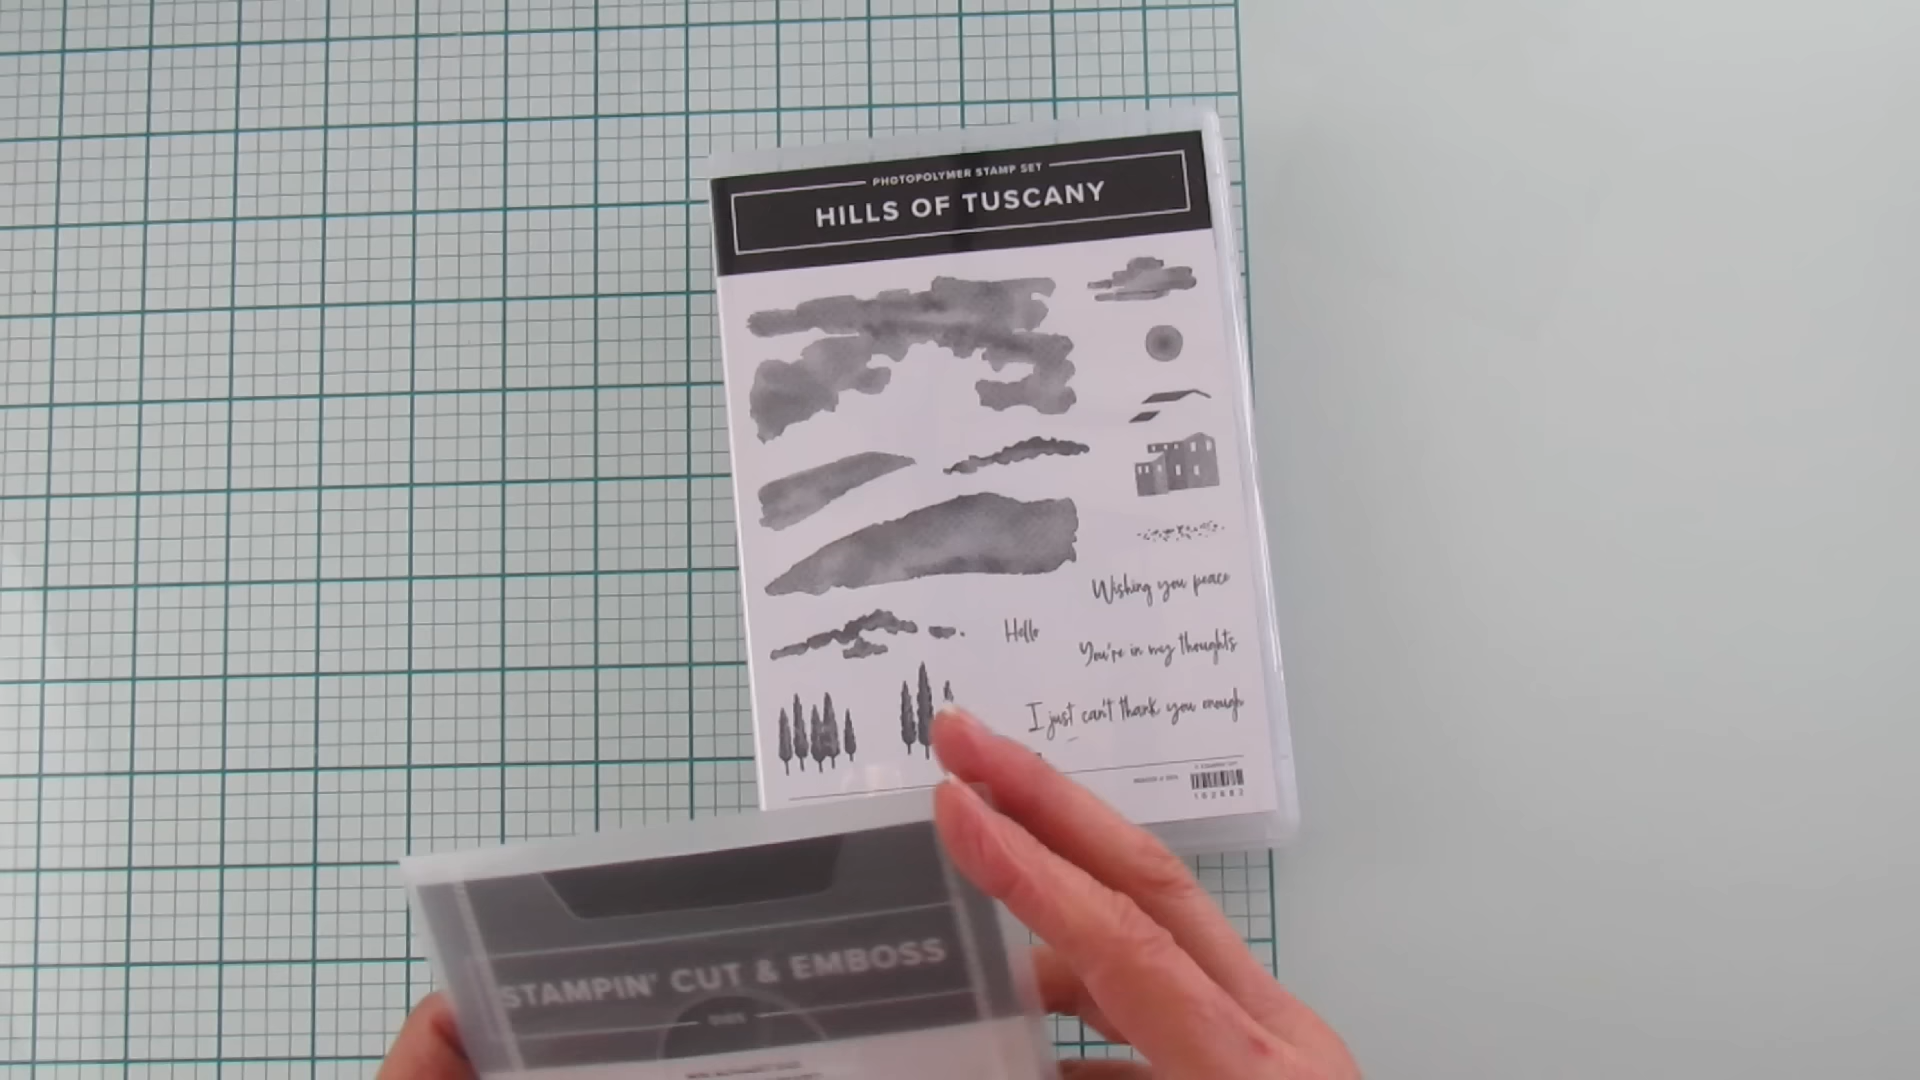 PHOTOPOLYMER STAMP SET
HILLS OF TUSCANY
Wishing you peace
Hello
You're in my thoughts
I just can't thank you enough
STAMPIN' CUT & EMBOSS
DIES